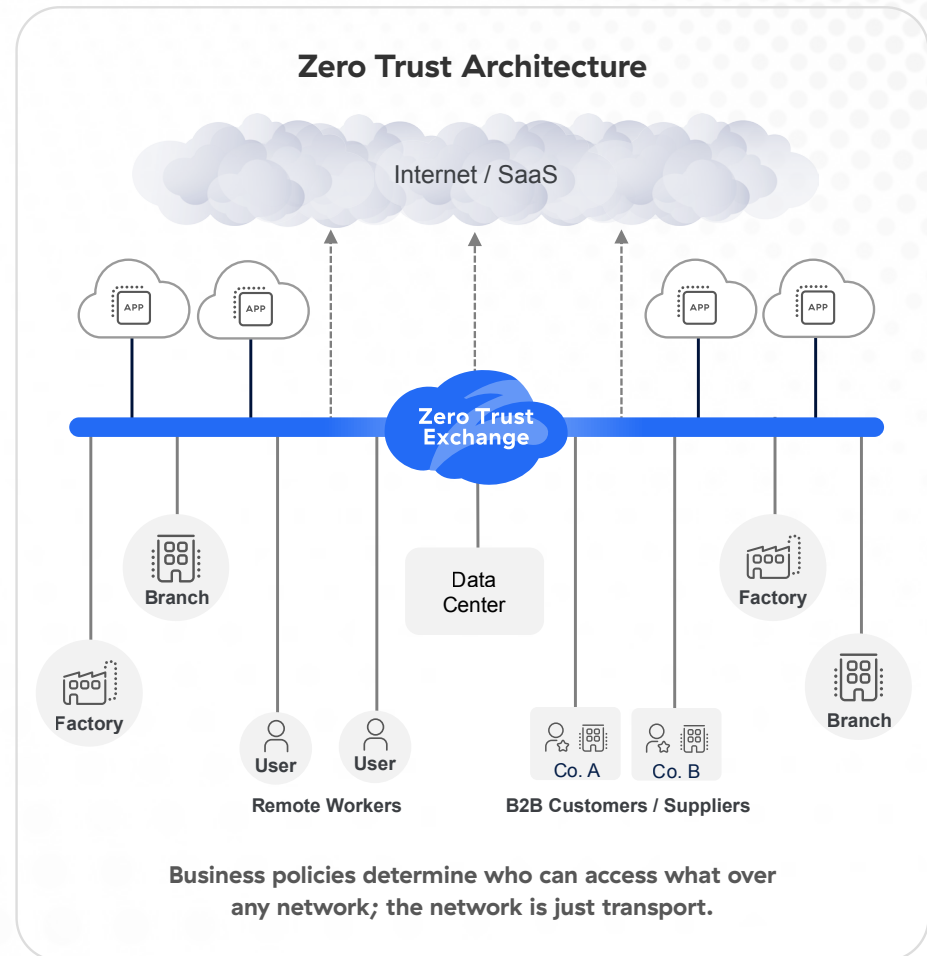 Zero Trust Architecture
Internet / SaaS
APP
APP
APP
APP
Zero Trust
Exchange
Branch
Data
Center
Factory
Factory
Branch
User
User
Co. A
Co. B
Remote Workers
B2B Customers / Suppliers
Business policies determine who can access what over
any network; the network is just transport.